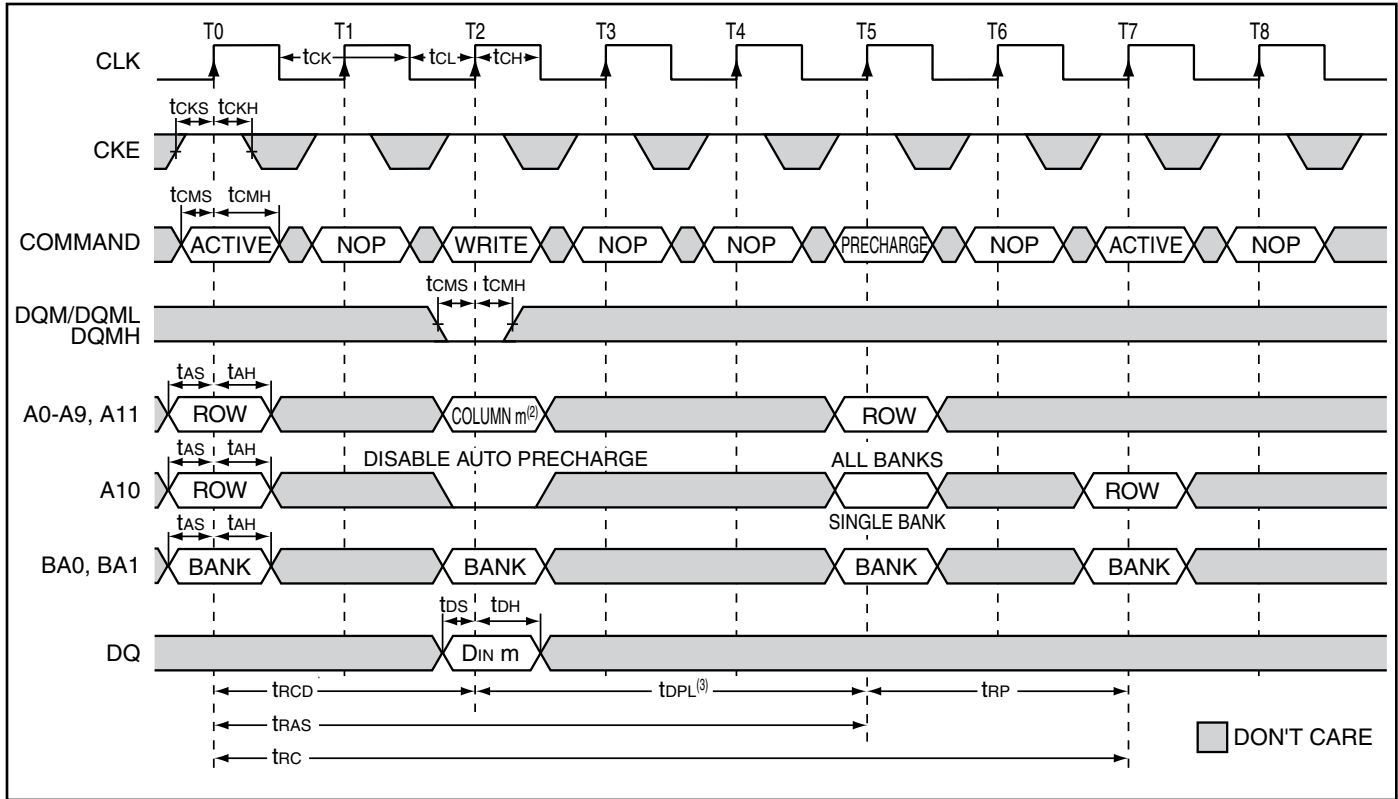 T0 T1 T2 T3 T4 T5 T6 T7 T8
CLK
tCK tCL tCH
tCKS tCKH
CKE
tCMS tCMH
COMMAND ACTIVE NOP WRITE NOP NOP PRECHARGE NOP ACTIVE NOP
tCMS tCMH
DQM/DQML
DQMH
tAS tAH
A0-A9, A11 ROW COLUMN m(2) ROW
tAS tAH DISABLE AUTO PRECHARGE ALL BANKS
A10 ROW ROW
tAS tAH SINGLE BANK
BA0, BA1 BANK BANK BANK BANK
tDS tDH
DQ DIN m
tRCD tDPL(3) tRP
tRAS
DON'T CARE
tRC